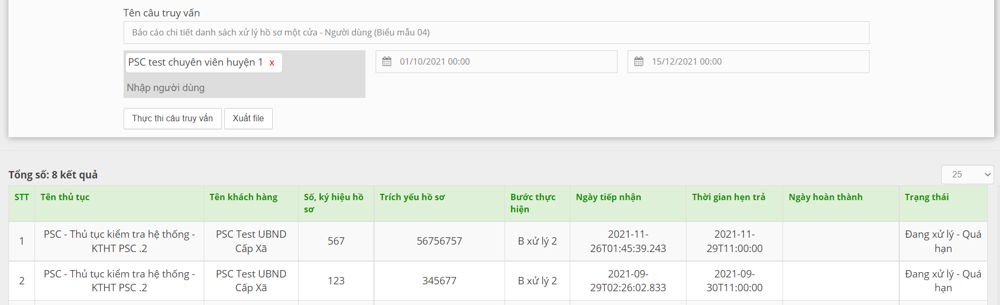 Tên câu truy vấn
Báo cáo chi tiết danh sách xử lý hồ sơ một cửa - Người dùng (Biểu mẫu 04)
PSC test chuyên viên huyện 1 x
01/10/2021 00:00
15/12/2021 00:00
Nhập người dùng
Thực thi câu truy vấn
Xuất file
Tổng số: 8 kết quả
25
STT
Tên thủ tục
Tên khách hàng
Số, ký hiệu hồ
sơ
Trích yếu hồ sơ
Bước thực
hiện
Ngày tiếp nhận
Thời gian hẹn trả
Ngày hoàn thành
Trạng thái
1
PSC - Thủ tục kiểm tra hệ thống -
KTHT PSC .2
PSC Test UBND
Cấp Xã
567
56756757
B xử lý 2
2021-11-
26T01:45:39.243
2021-11-
29T11:00:00
Đang xử lý - Quá
hạn
2
PSC - Thủ tục kiểm tra hệ thống -
KTHT PSC .2
PSC Test UBND
Cấp Xã
123
345677
B xử lý 2
2021-09-
29T02:26:02.833
2021-09-
30T11:00:00
Đang xử lý - Quá
hạn